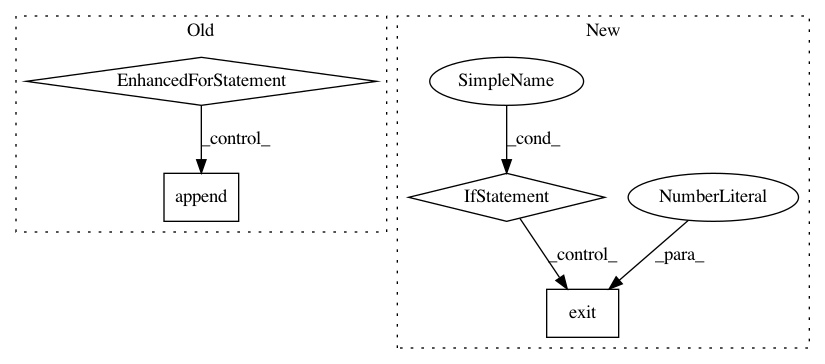 Old
New
EnhancedForStatement
SimpleName
_control_
_cond_
append
IfStatement
NumberLiteral
_control_
_para_
exit